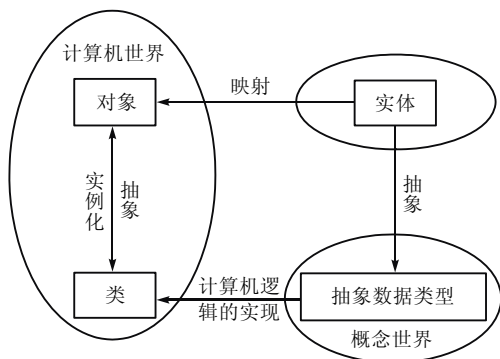 计算机世界
对象
映射
实体
实例化
抽象
抽象
类
计算机逻
辑的实现
抽象数据类型
概念世界